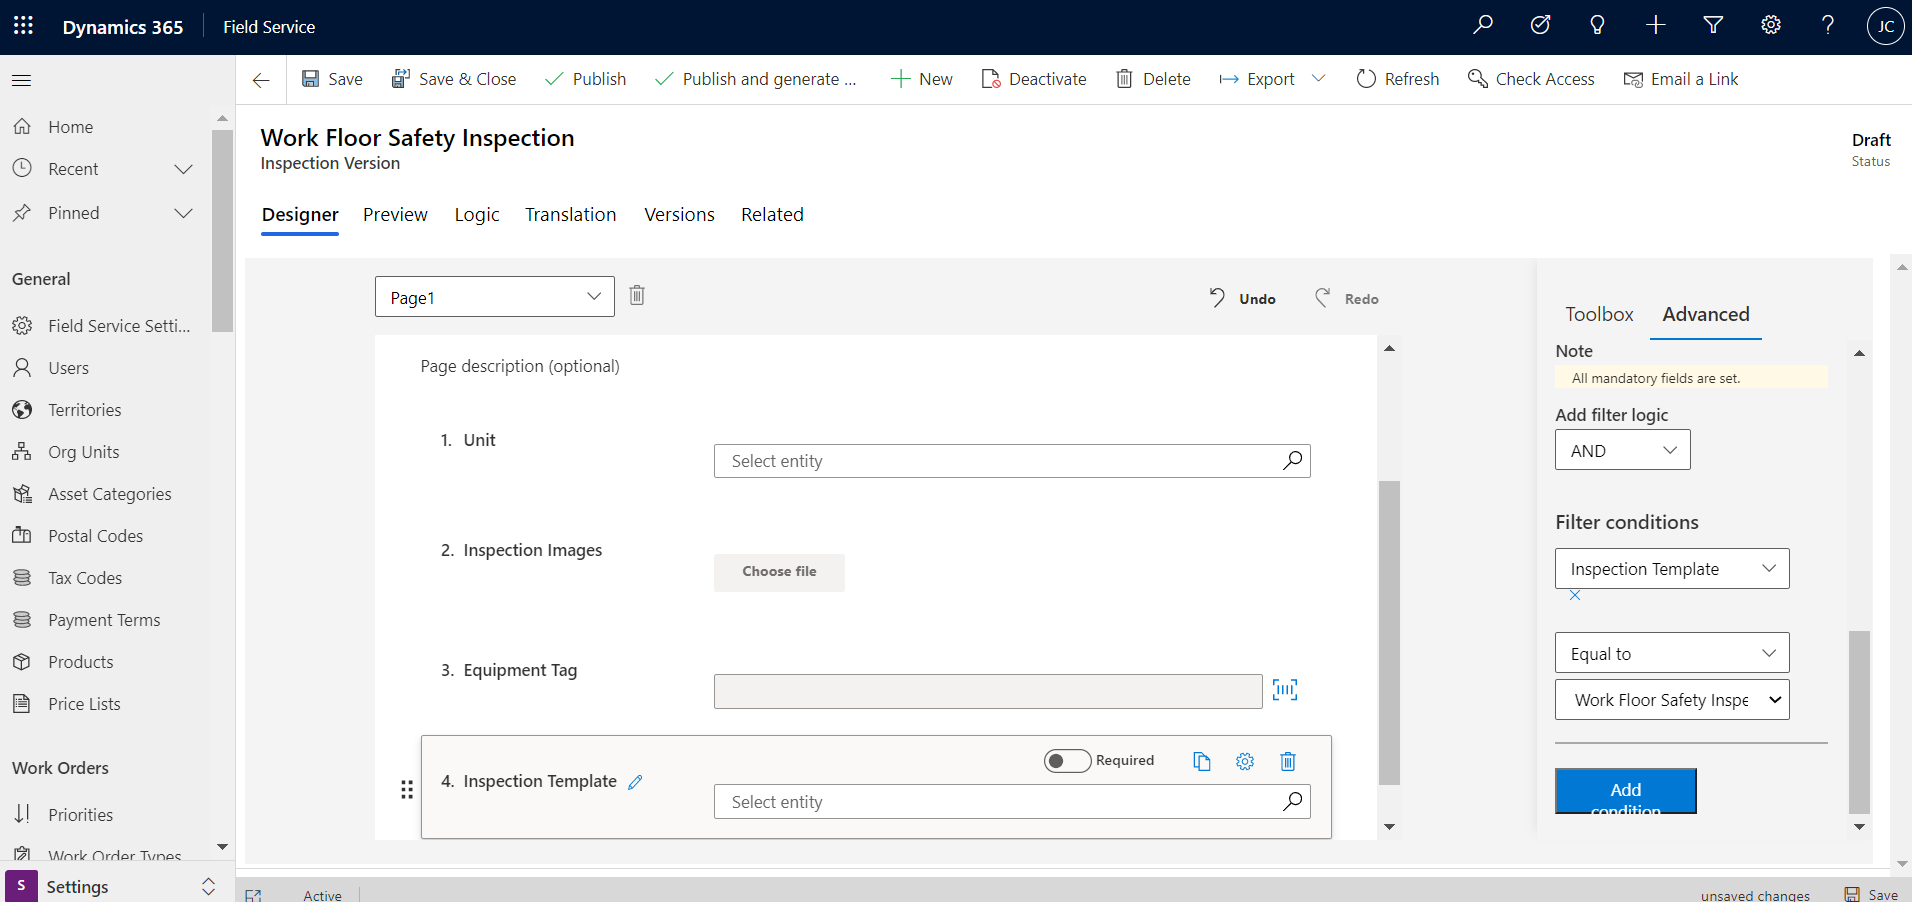 Dynamics 365
Field Service
JC
Save
Save & Close
Publish
Publish and generate ...
New
Deactivate
Delete
Export
Refresh
Check Access
Email a Link
Home
Recent
Pinned
General
Field Service Setti...
Users
Territories
Org Units
Asset Categories
Postal Codes
Tax Codes
Payment Terms
Products
Price Lists
Work Orders
Priorities
Work Order Types
S
Settings
Work Floor Safety Inspection
Inspection Version
Draft
Status
Designer
Preview
Logic
Translation
Versions
Related
Page1
Undo
Redo
Page description (optional)
1. Unit
Select entity
2. Inspection Images
Choose file
3. Equipment Tag
Required
4. Inspection Template
Select entity
Toolbox
Advanced
Note
All mandatory fields are set.
Add filter logic
AND
Filter conditions
Inspection Template
Equal to
Work Floor Safety Inspe
Add
condition
Active
unsaved changes
Save